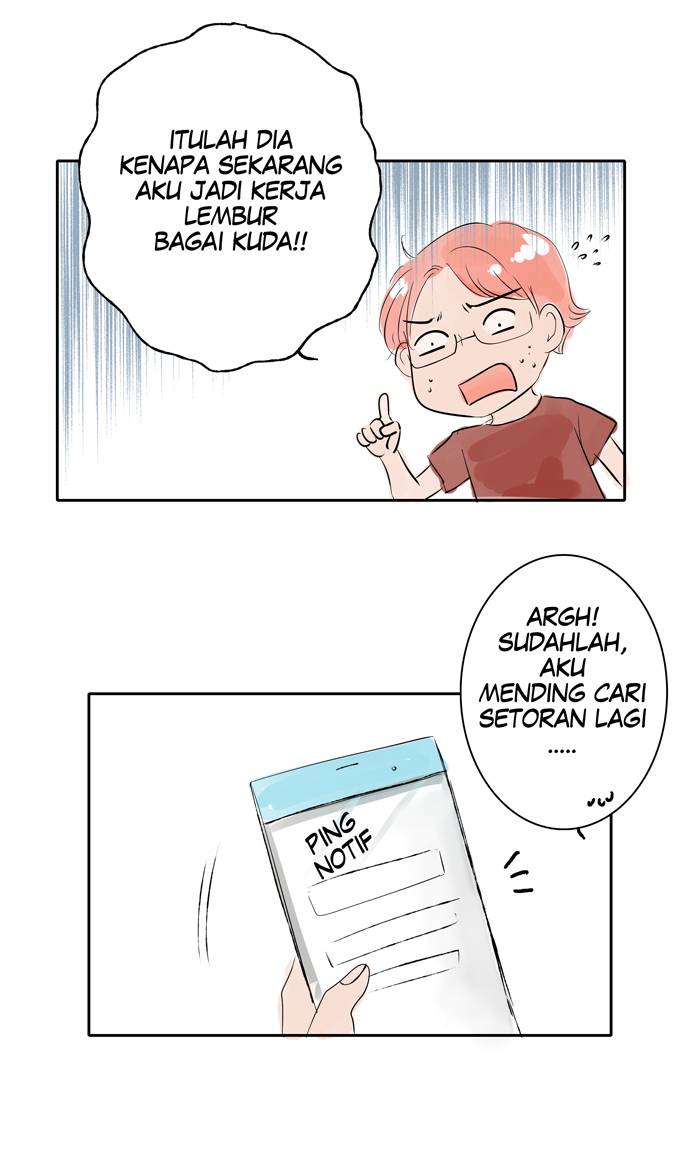 ITULAH DIA
KENAPA SEKARANG
AKU JADI KERJA
LEMBUR
BAGAI KUDA!!
ARGH!
SUDAHLAH,
AKU
MENDING CARI
SETORAN LAGI
.....
PING
NOTIF